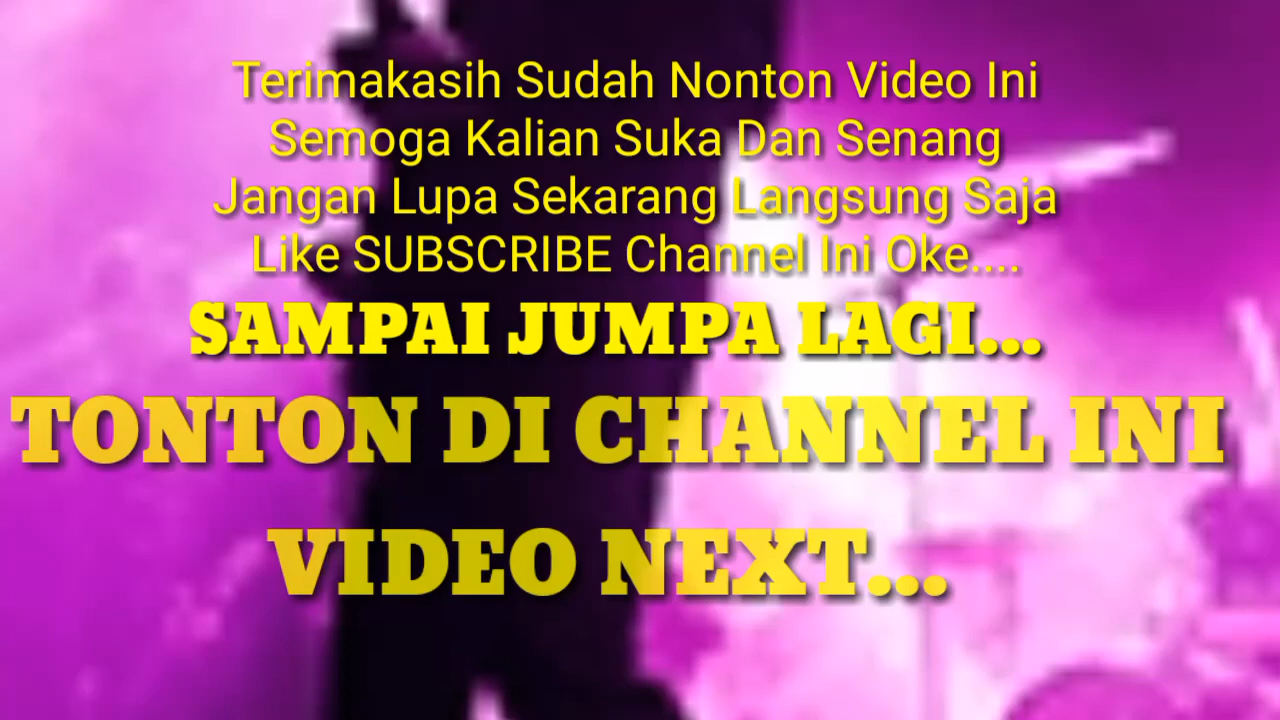 Terimakasih Sudah Nonton Video Ini
Semoga Kalian Suka Dan Senang
Jangan Lupa Sekarang Langsung Saja
Like SUBSCRIBE Channel Ini Oke....
SAMPAI JUMPA LAGI...
TONTON DI CHANNEL INI
VIDEO NEXT...